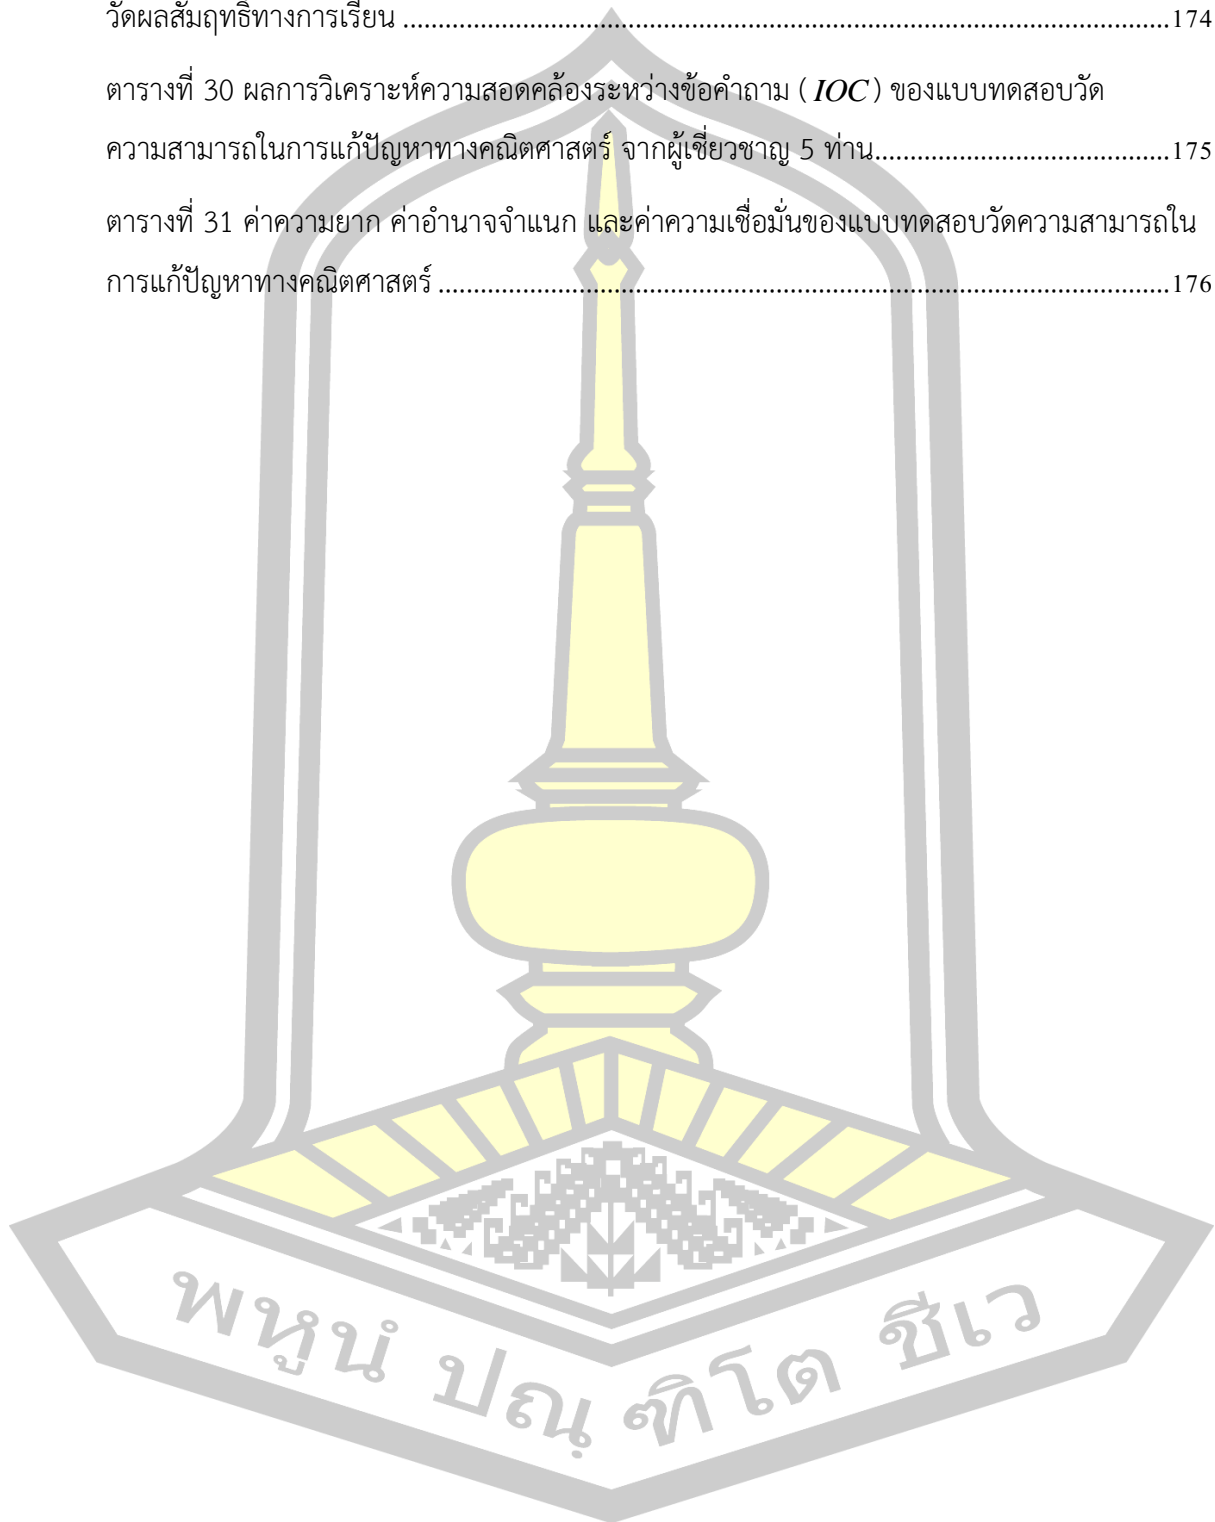 วัดผลสัมฤทธิ์ทางการเรียน ................................................................................................174
ตารางที่ 30 ผลการวิเคราะห์ความสอดคล้องระหว่างข้อคำถาม ( IOC ) ของแบบทดสอบวัด
ความสามารถในการแก้ปัญหาทางคณิตศาสตร์ จากผู้เชี่ยวชาญ 5 ท่าน.......................................175
ตารางที่ 31 ค่าความยาก ค่าอำนาจจำแนก และค่าความเชื่อมั่นของแบบทดสอบวัดความสามารถใน
การแก้ปัญหาทางคณิตศาสตร์ ...........................................................................................176
พหูนํ ปณฺฑิโต ชีเว